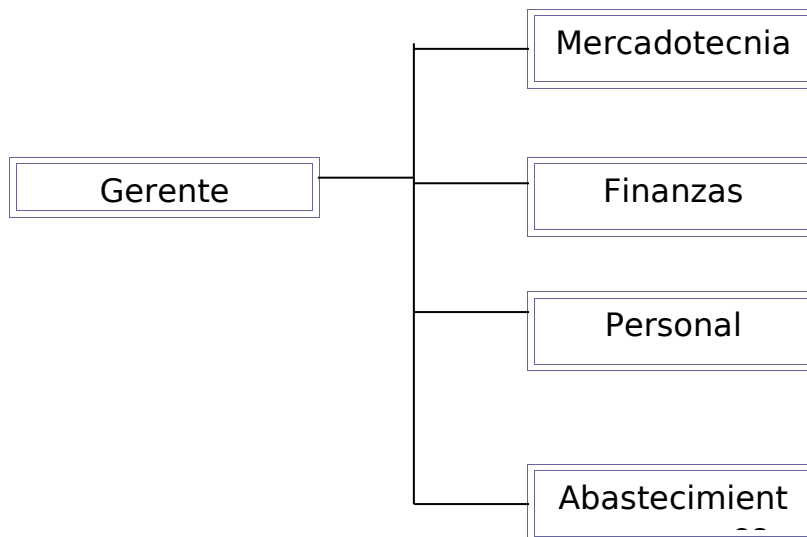 Mercadotecnia
Gerente
Finanzas
Personal
Abastecimient